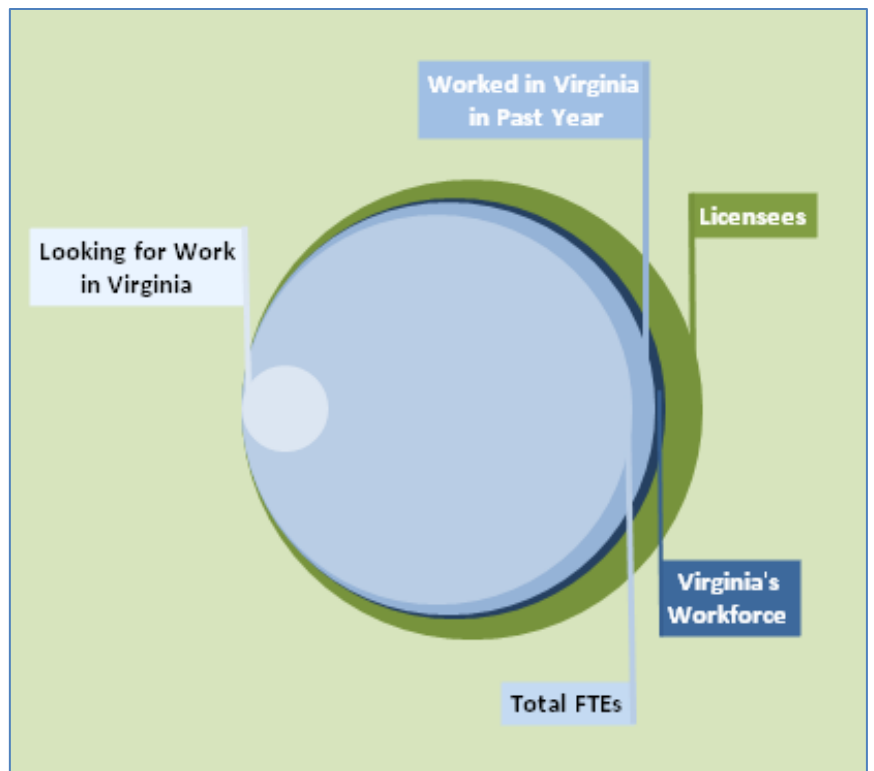 Worked in Virginia
in Past Year
Licensees
Looking for Work
in Virginia
Virginia's
Workforce
Total FTEs